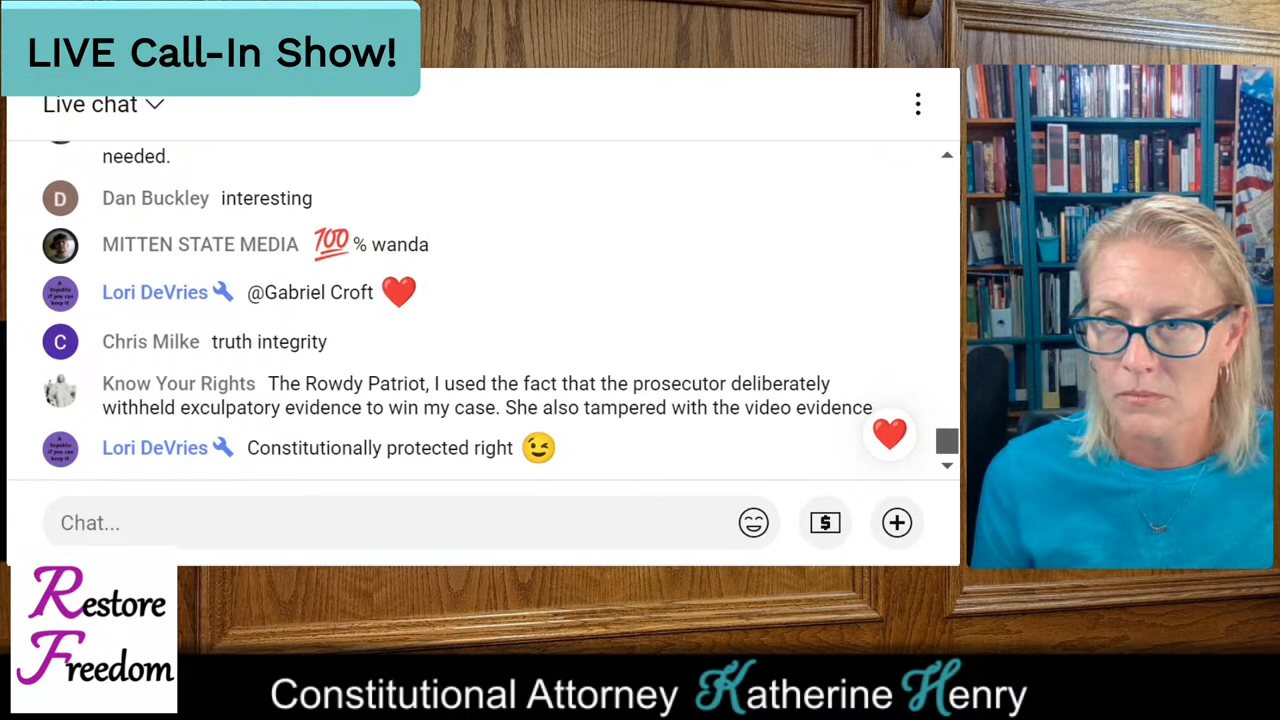 LIVE Call-In Show!
Live chat
needed.
Dan Buckley interesting
MITTEN STATE MEDIA 💯 % wanda
Lori DeVries @Gabriel Croft ❤️
C Chris Milke truth integrity
Know Your Rights The Rowdy Patriot, I used the fact that the prosecutor deliberately
withheld exculpatory evidence to win my case. She also tampered with the video evidence
Lori DeVries Constitutionally protected right 😉
Chat...
Restore
Freedom
Constitutional Attorney Katherine Henry